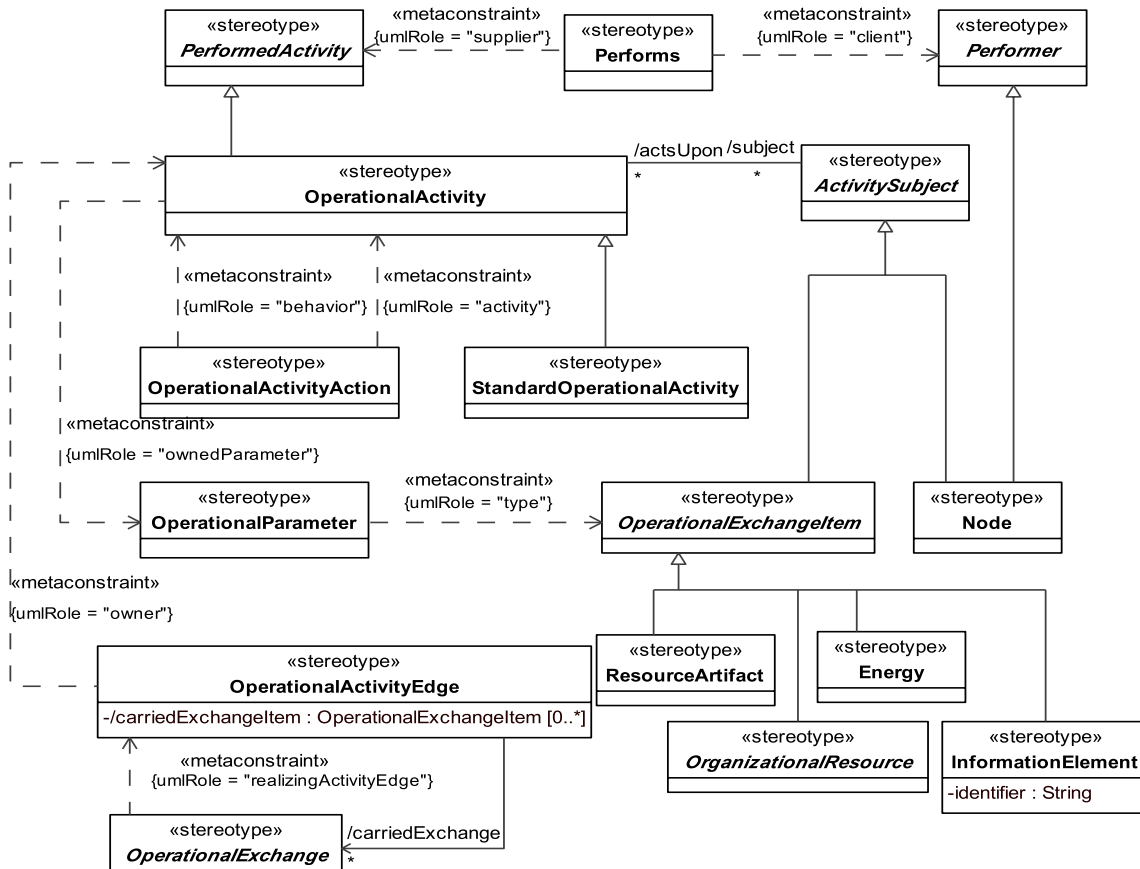 «stereotype»
PerformedActivity
«metaconstraint»
{umlRole = "supplier"}
«stereotype»
Performs
«metaconstraint»
{umlRole = "client"}
«stereotype»
Performer
«stereotype»
OperationalActivity
/actsUpon
*
/subject
*
«stereotype»
ActivitySubject
«metaconstraint»
{umlRole = "behavior"}
«metaconstraint»
{umlRole = "activity"}
«stereotype»
OperationalActivityAction
«stereotype»
StandardOperationalActivity
«metaconstraint»
{umlRole = "ownedParameter"}
«stereotype»
OperationalParameter
«metaconstraint»
{umlRole = "type"}
«stereotype»
OperationalExchangeItem
«stereotype»
Node
«metaconstraint»
{umlRole = "owner"}
«stereotype»
OperationalActivityEdge
-/carriedExchangeItem : OperationalExchangeItem [0..*]
«stereotype»
ResourceArtifact
«stereotype»
Energy
«stereotype»
OrganizationalResource
«stereotype»
InformationElement
-identifier : String
«metaconstraint»
{umlRole = "realizingActivityEdge"}
«stereotype»
OperationalExchange
/carriedExchange
*